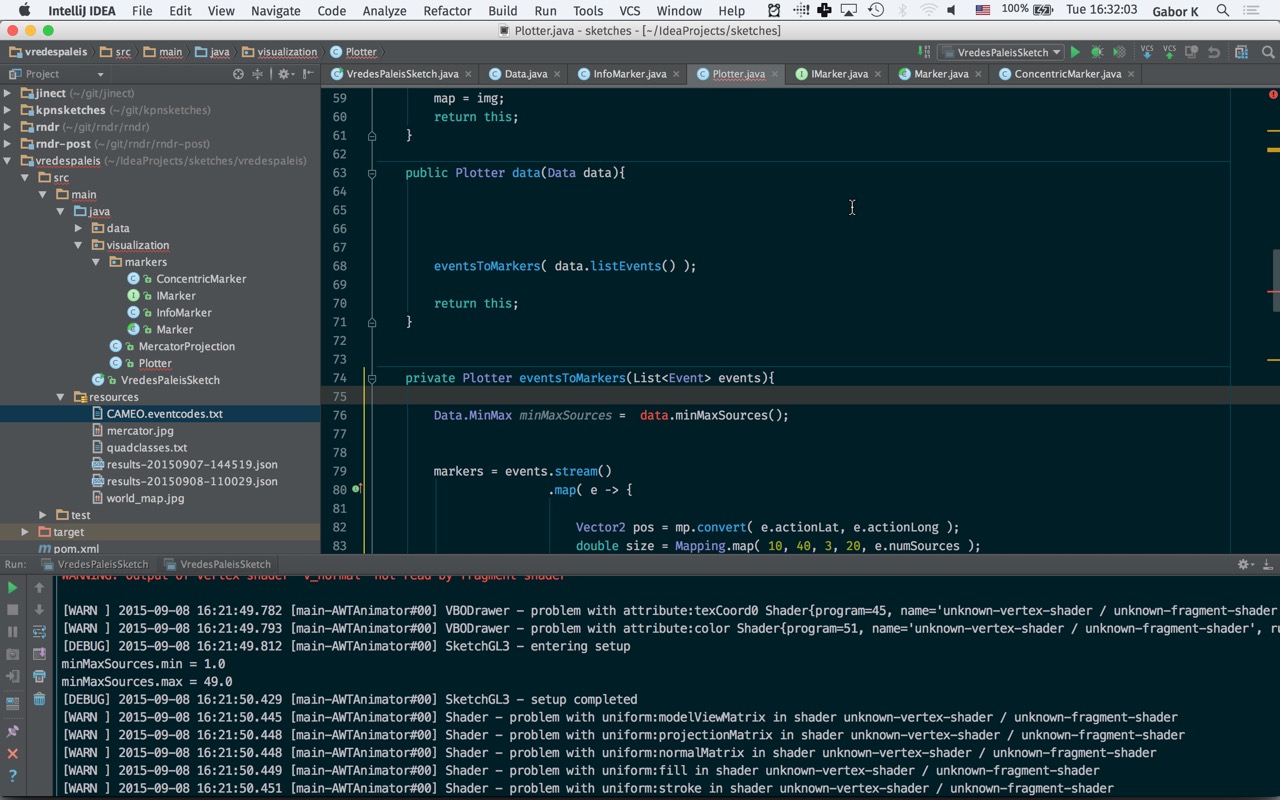 IntelliJ IDEA File Edit View Navigate Code Analyze Refactor Build Run Tools VCS Window Help 100% Tue 16:32:03 Gabor K
Plotter.java - sketches - [~/IdeaProjects/sketches]
vredespaleis src main java visualization Plotter VredesPaleisSketch VCS VCS
Project VredesPaleisSketch.java Data.java InfoMarker.java Plotter.java IMarker.java Marker.java ConcentricMarker.java
jinect (~/git/jinect)
kpnsketches (~/git/kpnsketches)
rndr (~/git/rndr/rndr)
rndr-post (~/git/rndr/rndr-post)
vredespaleis (~/IdeaProjects/sketches/vredespaleis)
src
main
java
data
visualization
markers
ConcentricMarker
IMarker
InfoMarker
Marker
MercatorProjection
Plotter
VredesPaleisSketch
resources
CAMEO.eventcodes.txt
mercator.jpg
quadclasses.txt
results-20150907-144519.json
results-20150908-110029.json
world_map.jpg
test
target
pom.xml
59 map = img;
60 return this;
61 }
62
63 public Plotter data(Data data){
64
65
66
67
68 eventsToMarkers( data.listEvents() );
69
70 return this;
71 }
72
73
74 private Plotter eventsToMarkers(List<Event> events){
75
76 Data.MinMax minMaxSources = data.minMaxSources();
77
78
79 markers = events.stream()
80 .map( e -> {
81
82 Vector2 pos = mp.convert( e.actionLat, e.actionLong );
83 double size = Mapping.map( 10, 40, 3, 20, e.numSources );
Run: VredesPaleisSketch VredesPaleisSketch
WARNING: Output of vertex shader 'v_normal' not read by fragment shader
[WARN ] 2015-09-08 16:21:49.782 [main-AWTAnimator#00] VBODrawer - problem with attribute:texCoord0 Shader{program=45, name='unknown-vertex-shader / unknown-fragment-shader
[WARN ] 2015-09-08 16:21:49.793 [main-AWTAnimator#00] VBODrawer - problem with attribute:color Shader{program=51, name='unknown-vertex-shader / unknown-fragment-shader', ru
[DEBUG] 2015-09-08 16:21:49.812 [main-AWTAnimator#00] SketchGL3 - entering setup
minMaxSources.min = 1.0
minMaxSources.max = 49.0
[DEBUG] 2015-09-08 16:21:50.429 [main-AWTAnimator#00] SketchGL3 - setup completed
[WARN ] 2015-09-08 16:21:50.445 [main-AWTAnimator#00] Shader - problem with uniform:modelViewMatrix in shader unknown-vertex-shader / unknown-fragment-shader
[WARN ] 2015-09-08 16:21:50.448 [main-AWTAnimator#00] Shader - problem with uniform:projectionMatrix in shader unknown-vertex-shader / unknown-fragment-shader
[WARN ] 2015-09-08 16:21:50.448 [main-AWTAnimator#00] Shader - problem with uniform:normalMatrix in shader unknown-vertex-shader / unknown-fragment-shader
[WARN ] 2015-09-08 16:21:50.449 [main-AWTAnimator#00] Shader - problem with uniform:fill in shader unknown-vertex-shader / unknown-fragment-shader
[WARN ] 2015-09-08 16:21:50.451 [main-AWTAnimator#00] Shader - problem with uniform:stroke in shader unknown-vertex-shader / unknown-fragment-shader